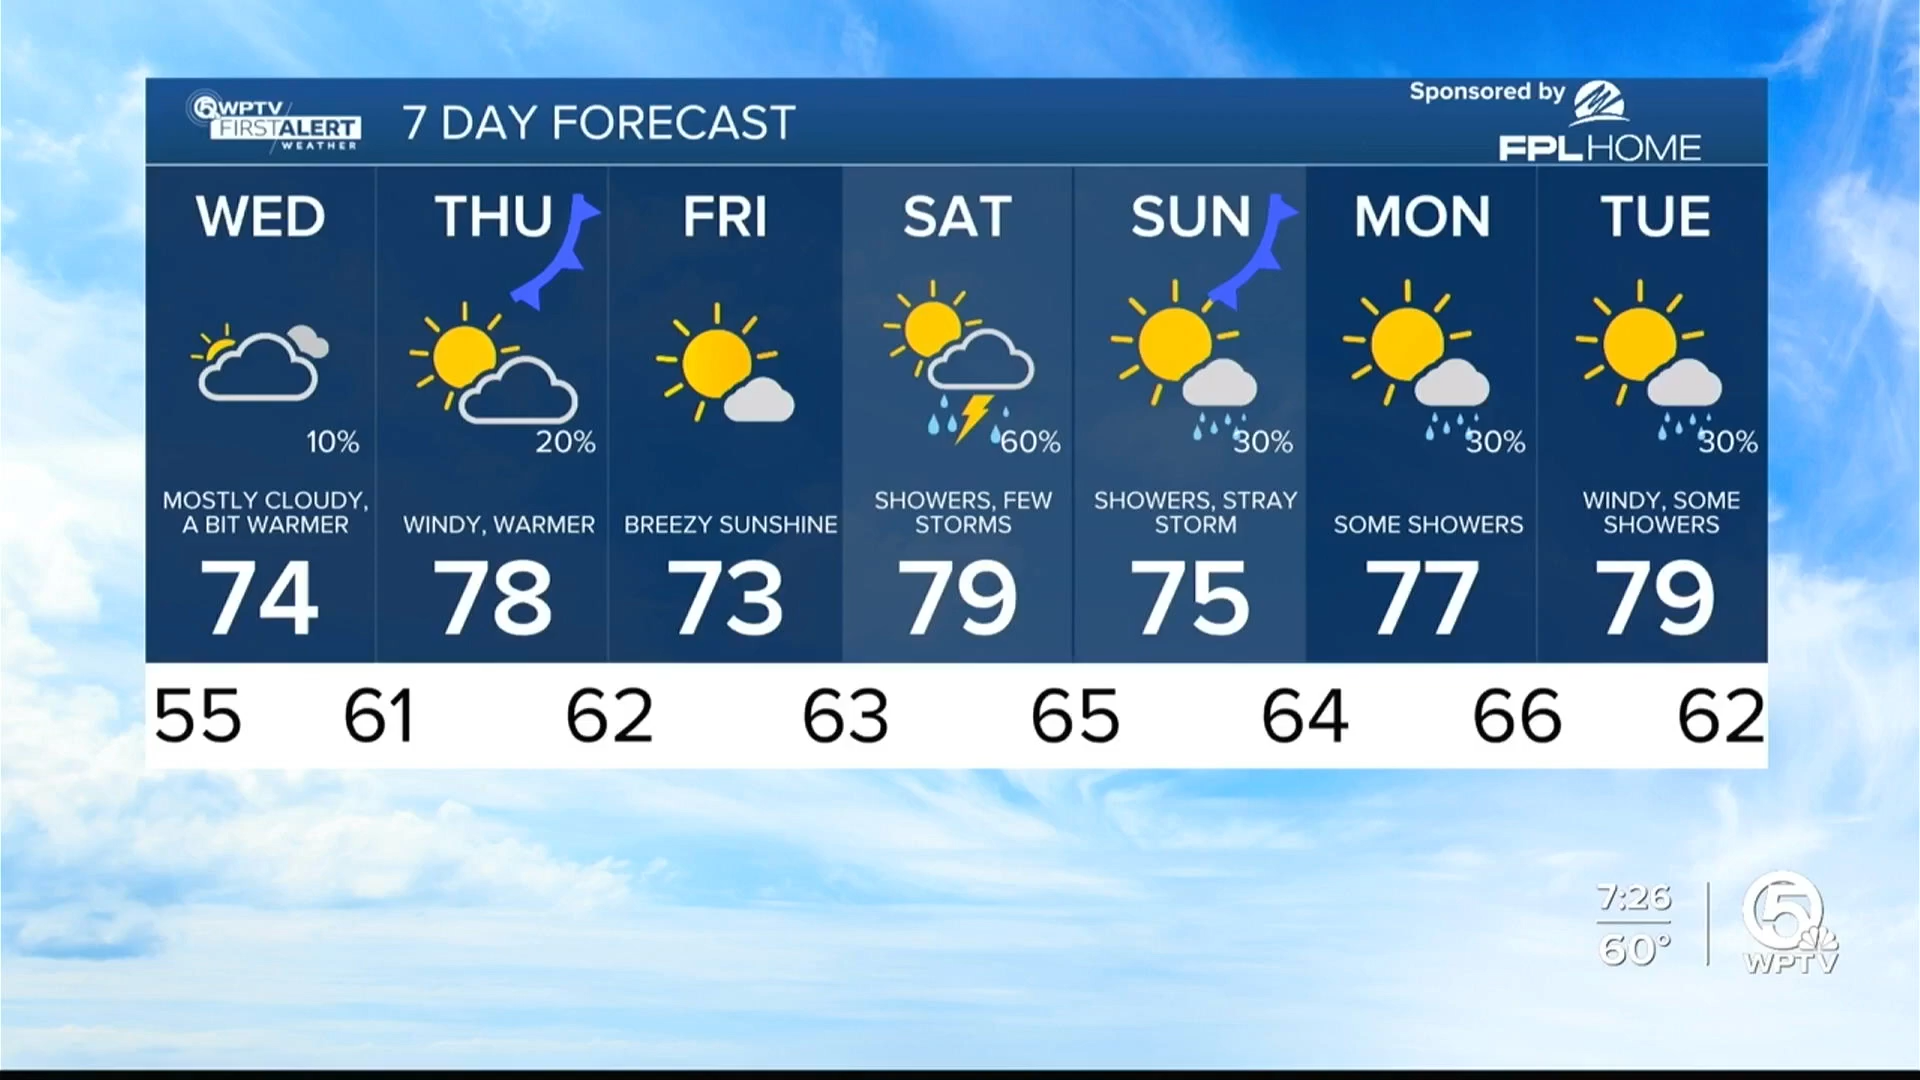 5 WPTV
FIRST ALERT
WEATHER
7 DAY FORECAST
Sponsored by
FPL HOME
WED THU FRI SAT SUN MON TUE
10% 20% 60% 30% 30% 30%
MOSTLY CLOUDY,
A BIT WARMER
WINDY, WARMER
BREEZY SUNSHINE
SHOWERS, FEW
STORMS
SHOWERS, STRAY
STORM
SOME SHOWERS
WINDY, SOME
SHOWERS
74 78 73 79 75 77 79
55 61 62 63 65 64 66 62
7:26
60°
5
WPTV